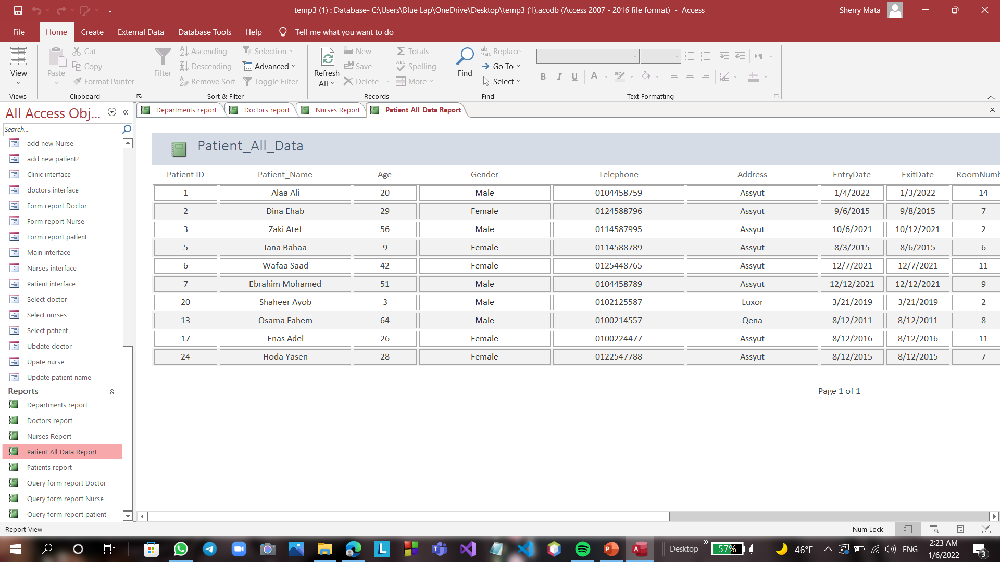 temp3 (1) : Database- C:\Users\Blue Lap\OneDrive\Desktop\temp3 (1).accdb (Access 2007 - 2016 file format) - Access
Sherry Mata
File Home Create External Data Database Tools Help Tell me what you want to do
View
Views
Paste
Cut
Copy
Format Painter
Clipboard
Filter
Ascending
Descending
Remove Sort
Selection
Advanced
Toggle Filter
Sort & Filter
Refresh
All
New
Save
Delete
Totals
Spelling
More
Records
Find
Replace
Go To
Select
Find
B I U A
Text Formatting
All Access Obj...
Search...
add new Nurse
add new patient2
Clinic interface
doctors interface
Form report Doctor
Form report Nurse
Form report patient
Main interface
Nurses interface
Patient interface
Select doctor
Select nurses
Select patient
Ubdate doctor
Upate nurse
Update patient name
Reports
Departments report
Doctors report
Nurses Report
Patient_All_Data Report
Patients report
Query form report Doctor
Query form report Nurse
Query form report patient
Departments report Doctors report Nurses Report Patient_All_Data Report
Patient_All_Data
Patient ID Patient_Name Age Gender Telephone Address EntryDate ExitDate RoomNumb
1 Alaa Ali 20 Male 0104458759 Assyut 1/4/2022 1/3/2022 14
2 Dina Ehab 29 Female 0124588796 Assyut 9/6/2015 9/8/2015 7
3 Zaki Atef 56 Male 0114587995 Assyut 10/6/2021 10/12/2021 2
5 Jana Bahaa 9 Female 0114588789 Assyut 8/3/2015 8/6/2015 6
6 Wafaa Saad 42 Female 0125448765 Assyut 12/7/2021 12/7/2021 11
7 Ebrahim Mohamed 51 Male 0104458789 Assyut 12/12/2021 12/12/2021 9
20 Shaheer Ayob 3 Male 0102125587 Luxor 3/21/2019 3/21/2019 2
13 Osama Fahem 64 Male 0100214557 Qena 8/12/2011 8/12/2011 8
17 Enas Adel 26 Female 0100224477 Assyut 8/12/2016 8/12/2016 11
24 Hoda Yasen 28 Female 0122547788 Assyut 8/12/2015 8/12/2015 7
Page 1 of 1
Report View
Num Lock
Desktop
57%
46°F
ENG
2:23 AM
1/6/2022
3